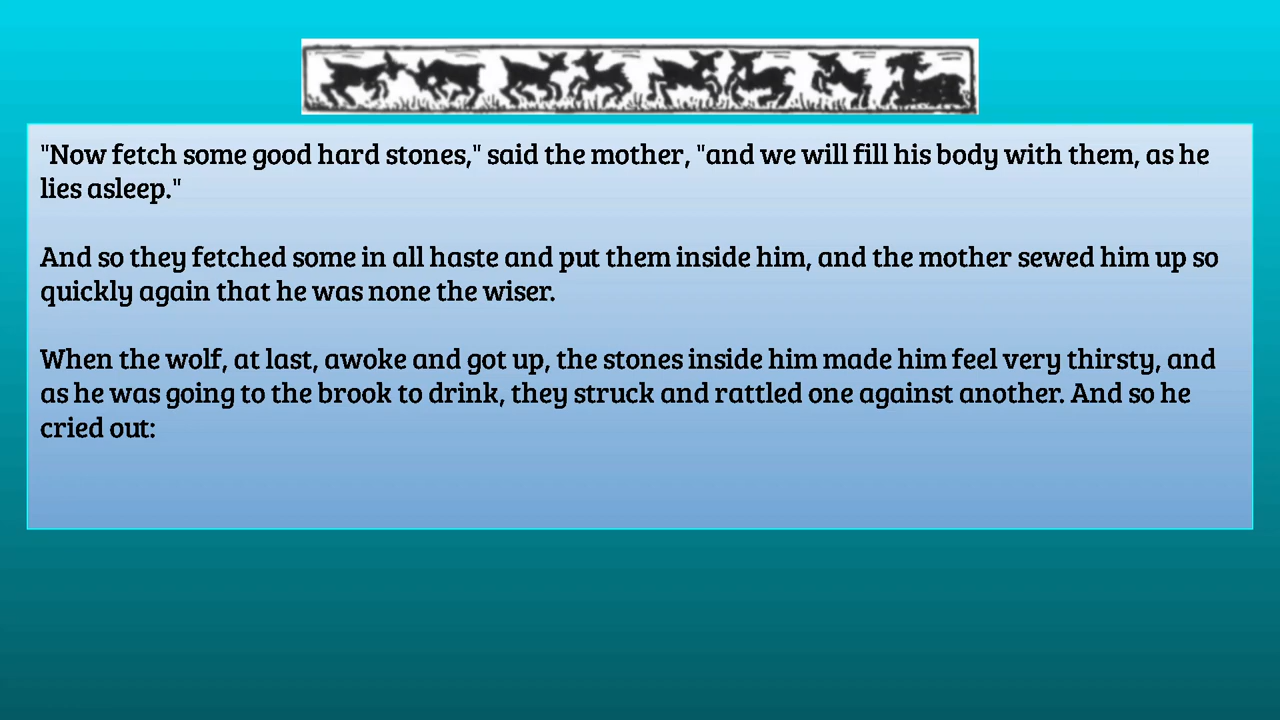 "Now fetch some good hard stones," said the mother, "and we will fill his body with them, as he
lies asleep."
And so they fetched some in all haste and put them inside him, and the mother sewed him up so
quickly again that he was none the wiser.
When the wolf, at last, awoke and got up, the stones inside him made him feel very thirsty, and
as he was going to the brook to drink, they struck and rattled one against another. And so he
cried out: